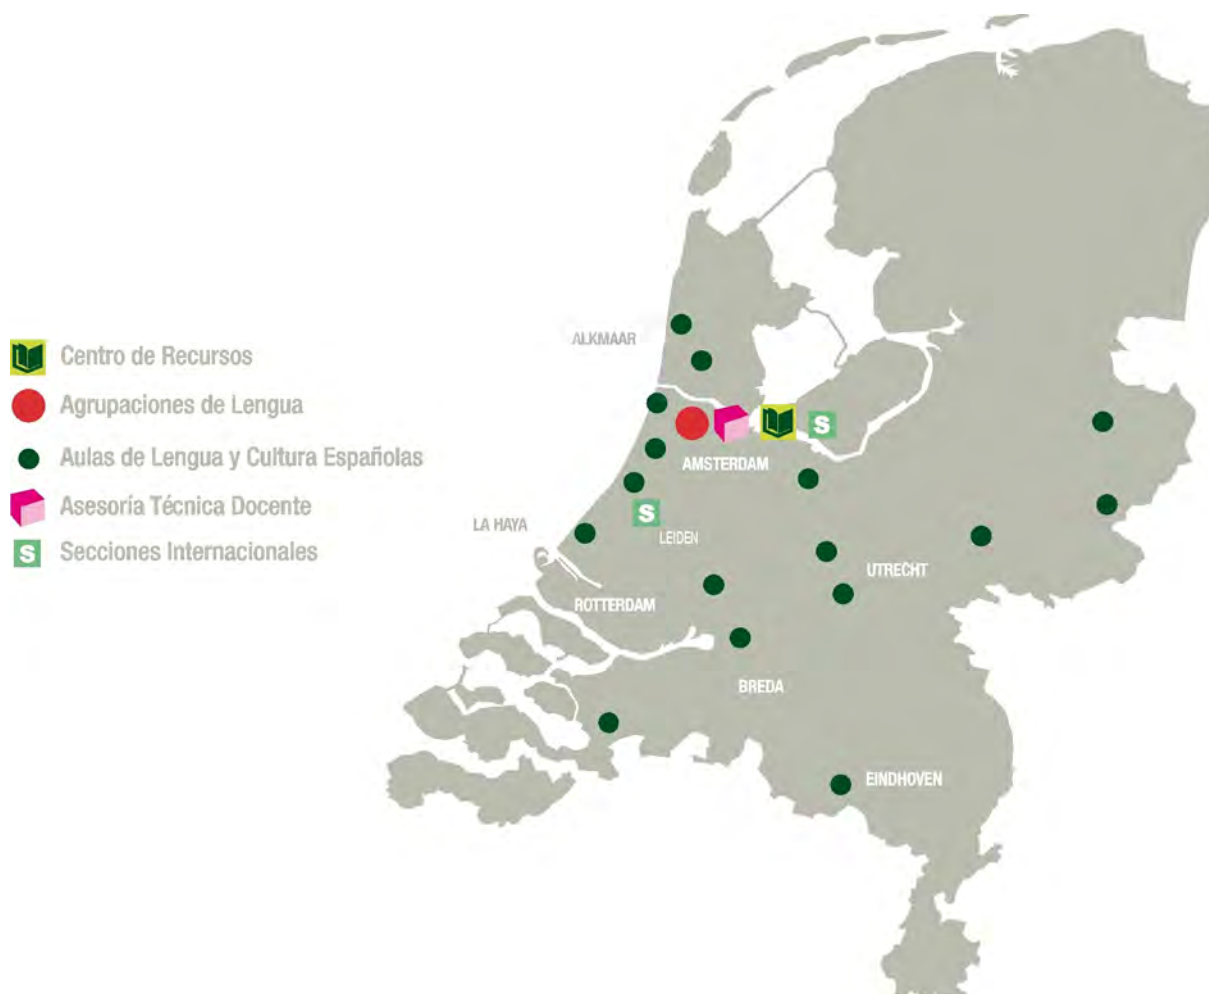 Centro de Recursos
Agrupaciones de Lengua
Aulas de Lengua y Cultura Españolas
Asesoría Técnica Docente
S Secciones Internacionales
ALKMAAR
S
AMSTERDAM
S
LA HAYA
LEIDEN
UTRECHT
ROTTERDAM
BREDA
EINDHOVEN